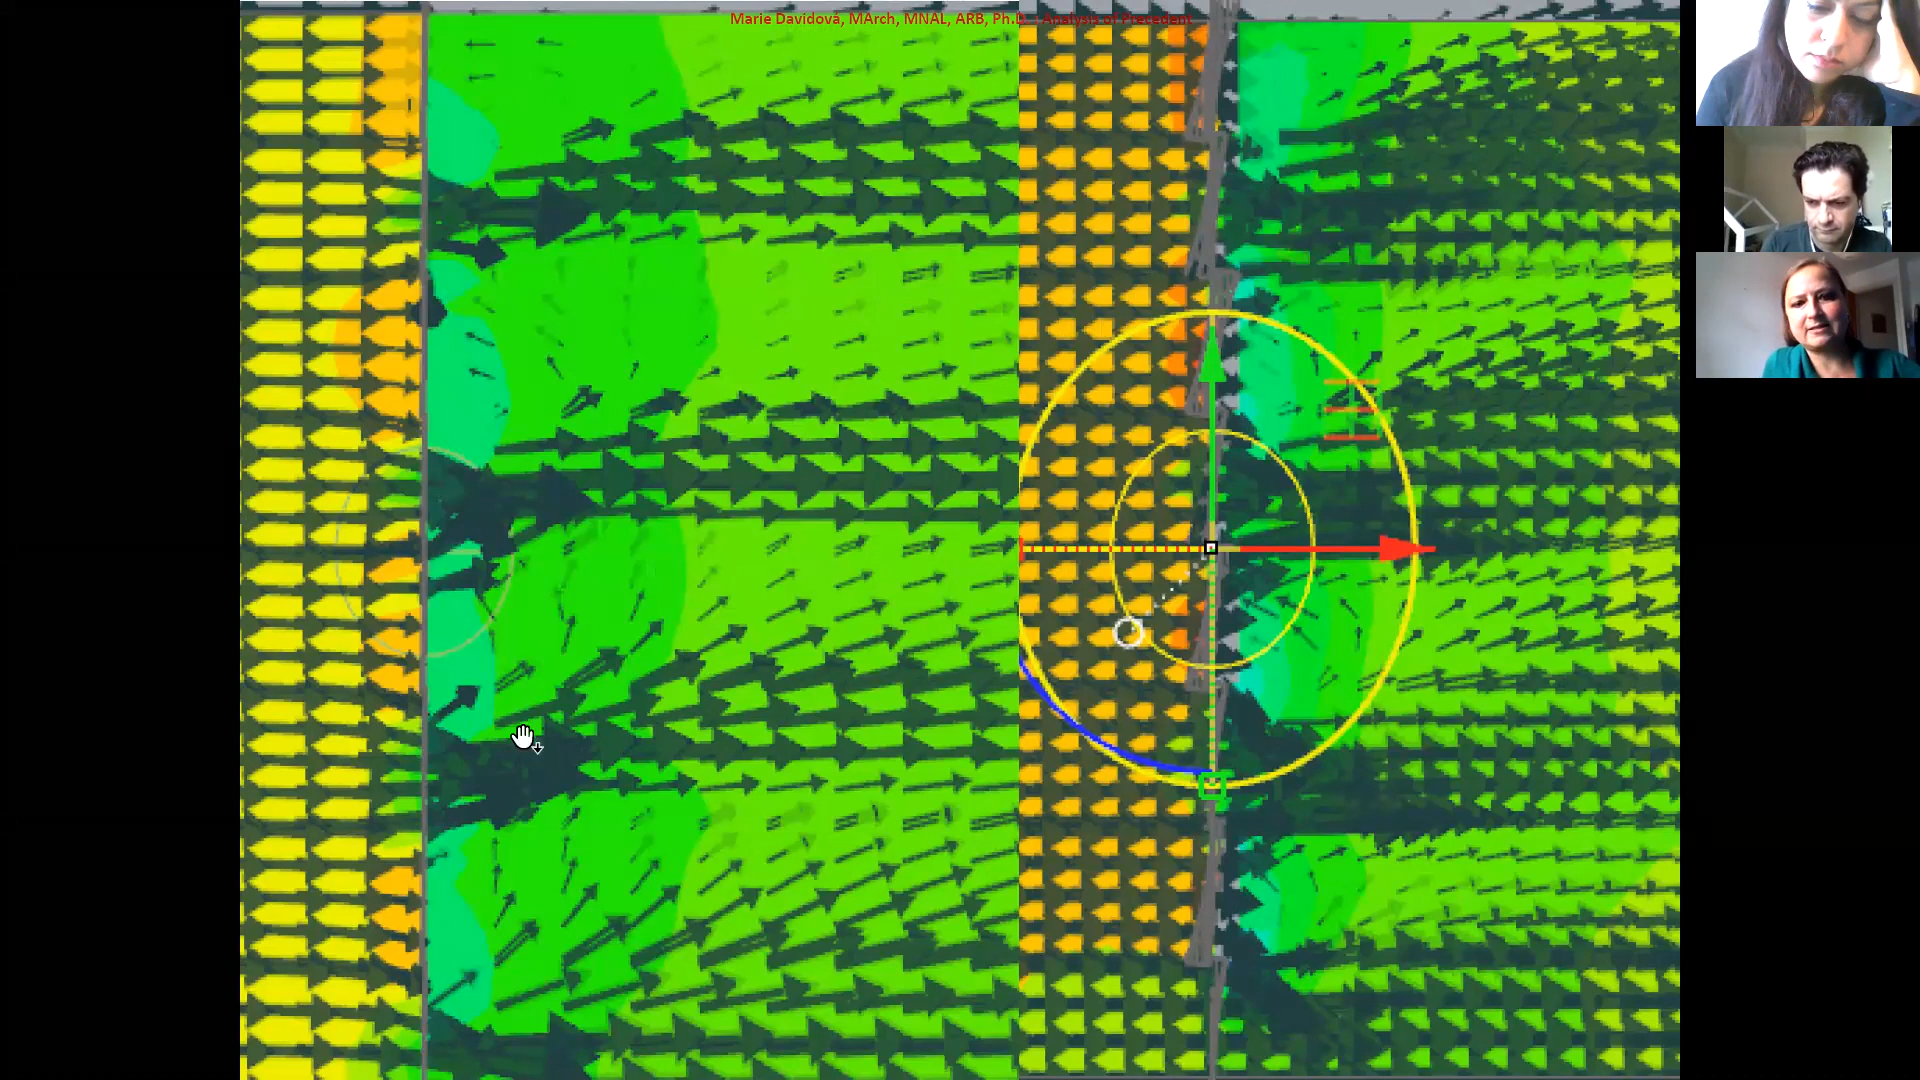 Marie Davidová, MArch, MNAL, ARB, Ph.D. : Analysis of Precedent